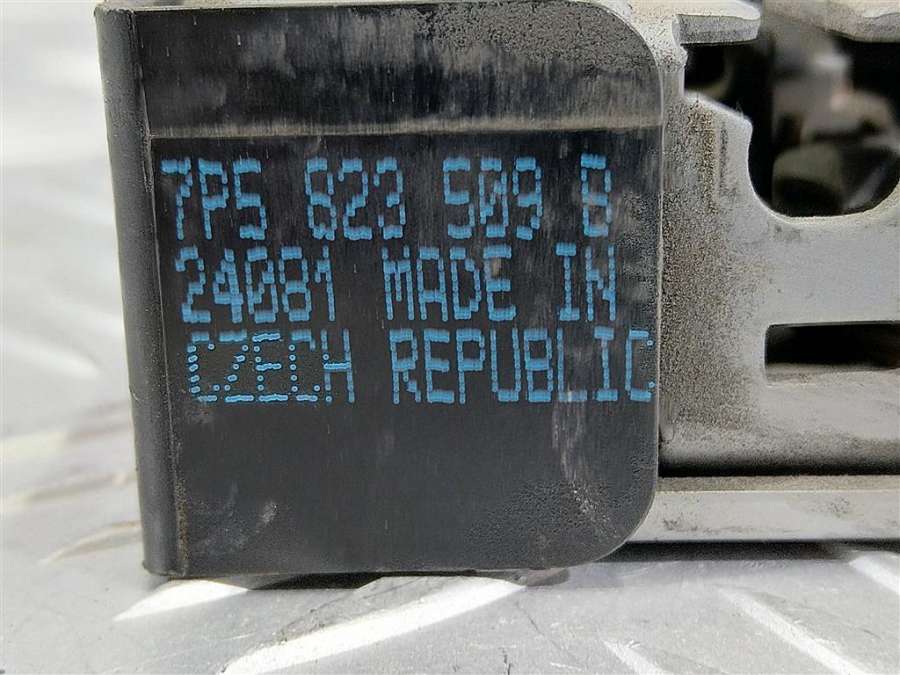 7P5 823 509 B
24081 MADE IN
CZECH REPUBLIC